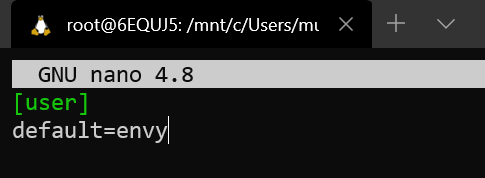 root@6EQUJ5: /mnt/c/Users/mu
GNU nano 4.8
[user]
default=envy